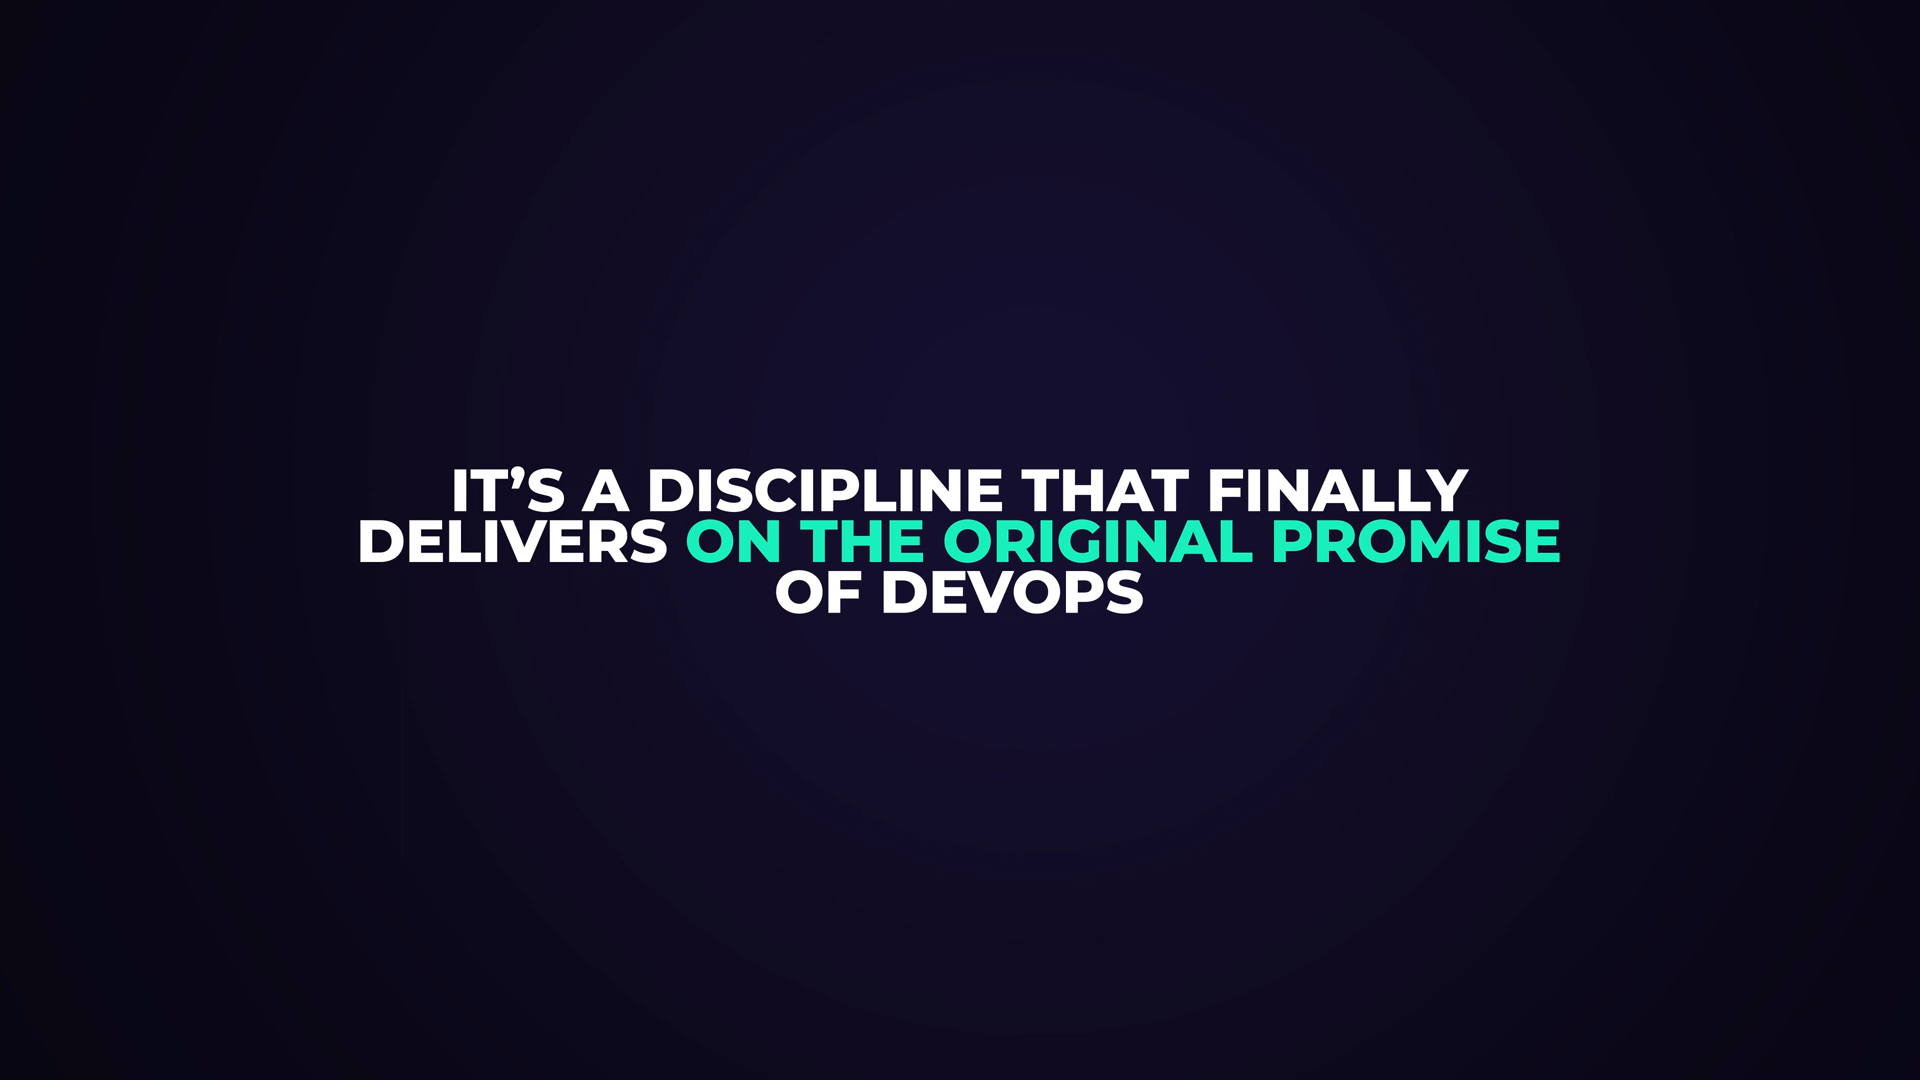 IT’S A DISCIPLINE THAT FINALLY
DELIVERS ON THE ORIGINAL PROMISE
OF DEVOPS